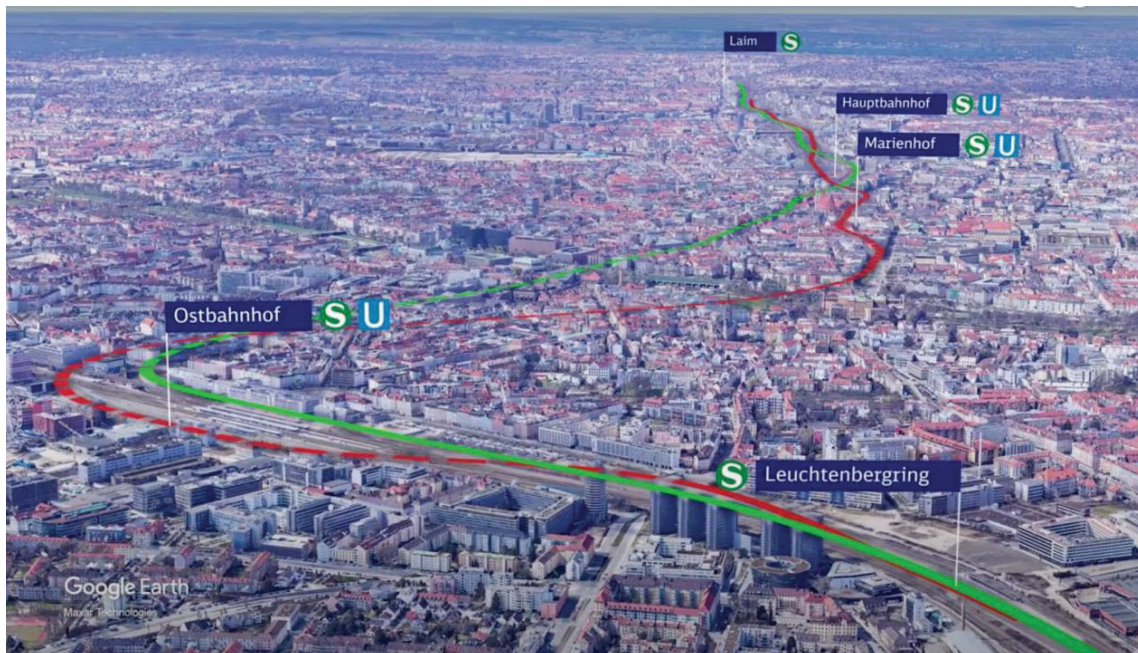 Laim S
Hauptbahnhof S U
Marienhof S U
Ostbahnhof S U
S Leuchtenbergring
Google Earth
Maxar Technologies